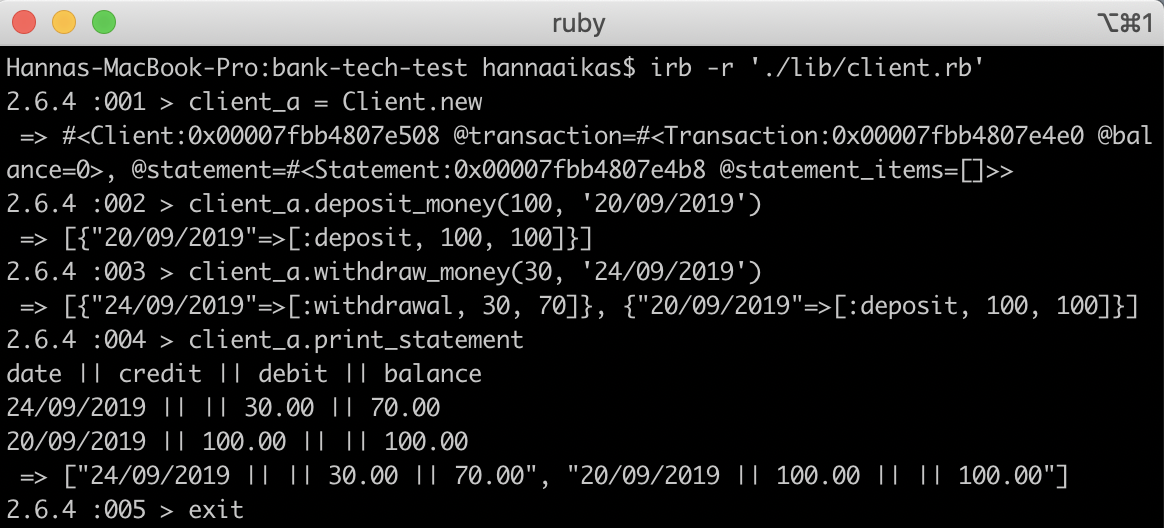 ruby
⌥⌘1
Hannas-MacBook-Pro:bank-tech-test hannaaikas$ irb -r './lib/client.rb'
2.6.4 :001 > client_a = Client.new
 => #<Client:0x00007fbb4807e508 @transaction=#<Transaction:0x00007fbb4807e4e0 @bal
ance=0>, @statement=#<Statement:0x00007fbb4807e4b8 @statement_items=[]>>
2.6.4 :002 > client_a.deposit_money(100, '20/09/2019')
 => [{"20/09/2019"=>[:deposit, 100, 100]}]
2.6.4 :003 > client_a.withdraw_money(30, '24/09/2019')
 => [{"24/09/2019"=>[:withdrawal, 30, 70]}, {"20/09/2019"=>[:deposit, 100, 100]}]
2.6.4 :004 > client_a.print_statement
date || credit || debit || balance
24/09/2019 || || 30.00 || 70.00
20/09/2019 || 100.00 || || 100.00
 => ["24/09/2019 || || 30.00 || 70.00", "20/09/2019 || 100.00 || || 100.00"]
2.6.4 :005 > exit